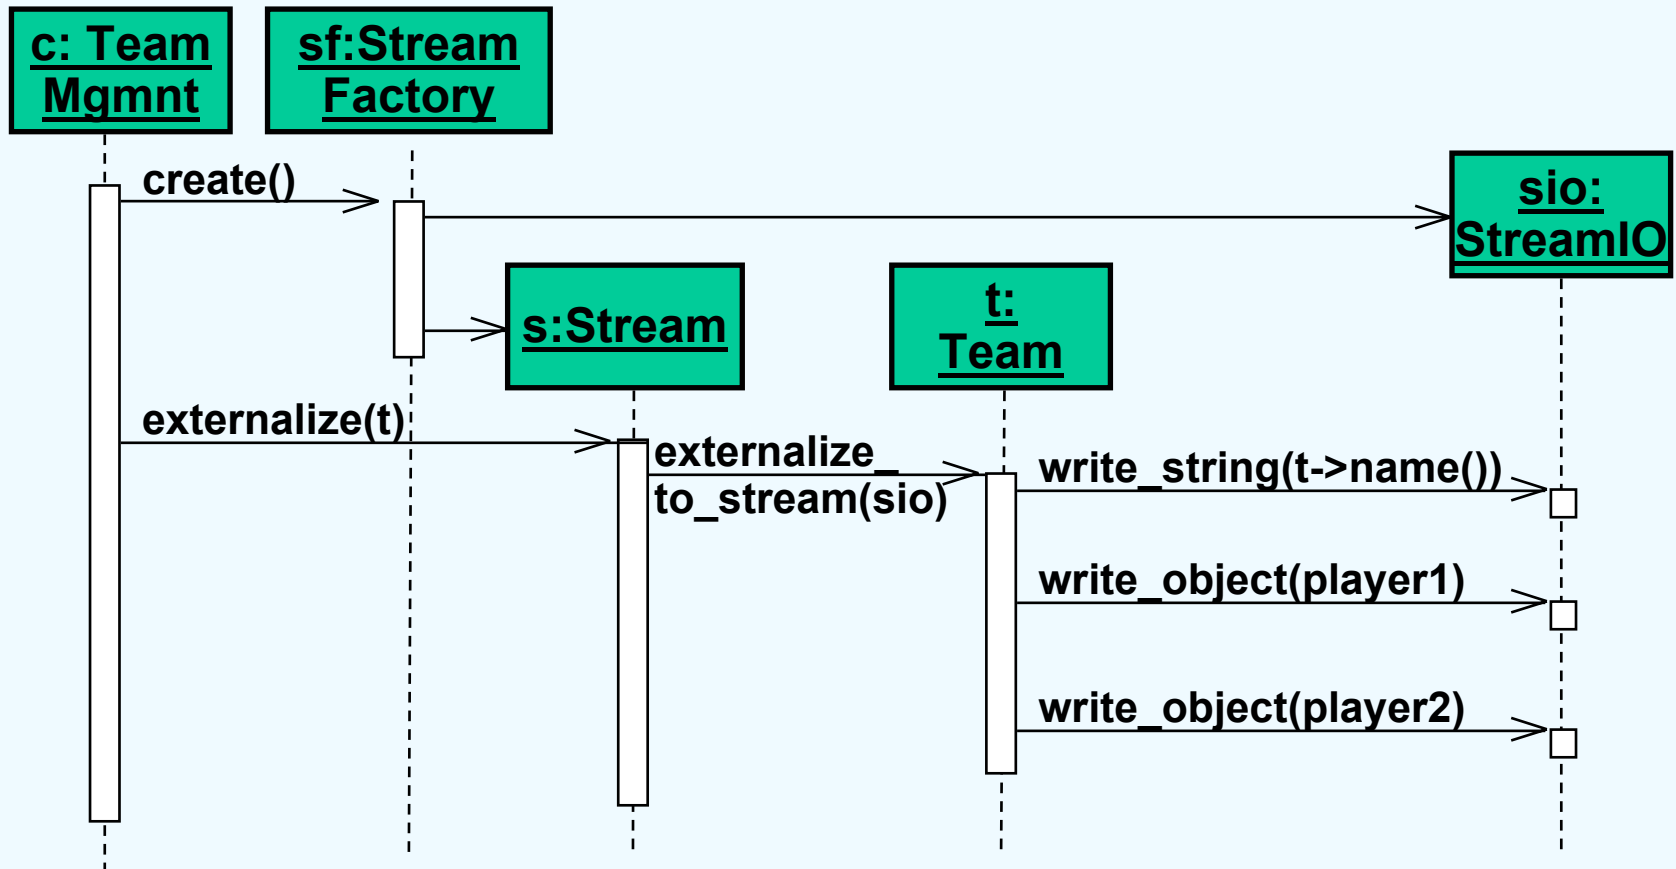 c: Team
Mgmnt
sf:Stream
Factory
create()
sio:
StreamIO
s:Stream
t:
Team
externalize(t)
externalize_
to_stream(sio)
write_string(t->name())
write_object(player1)
write_object(player2)